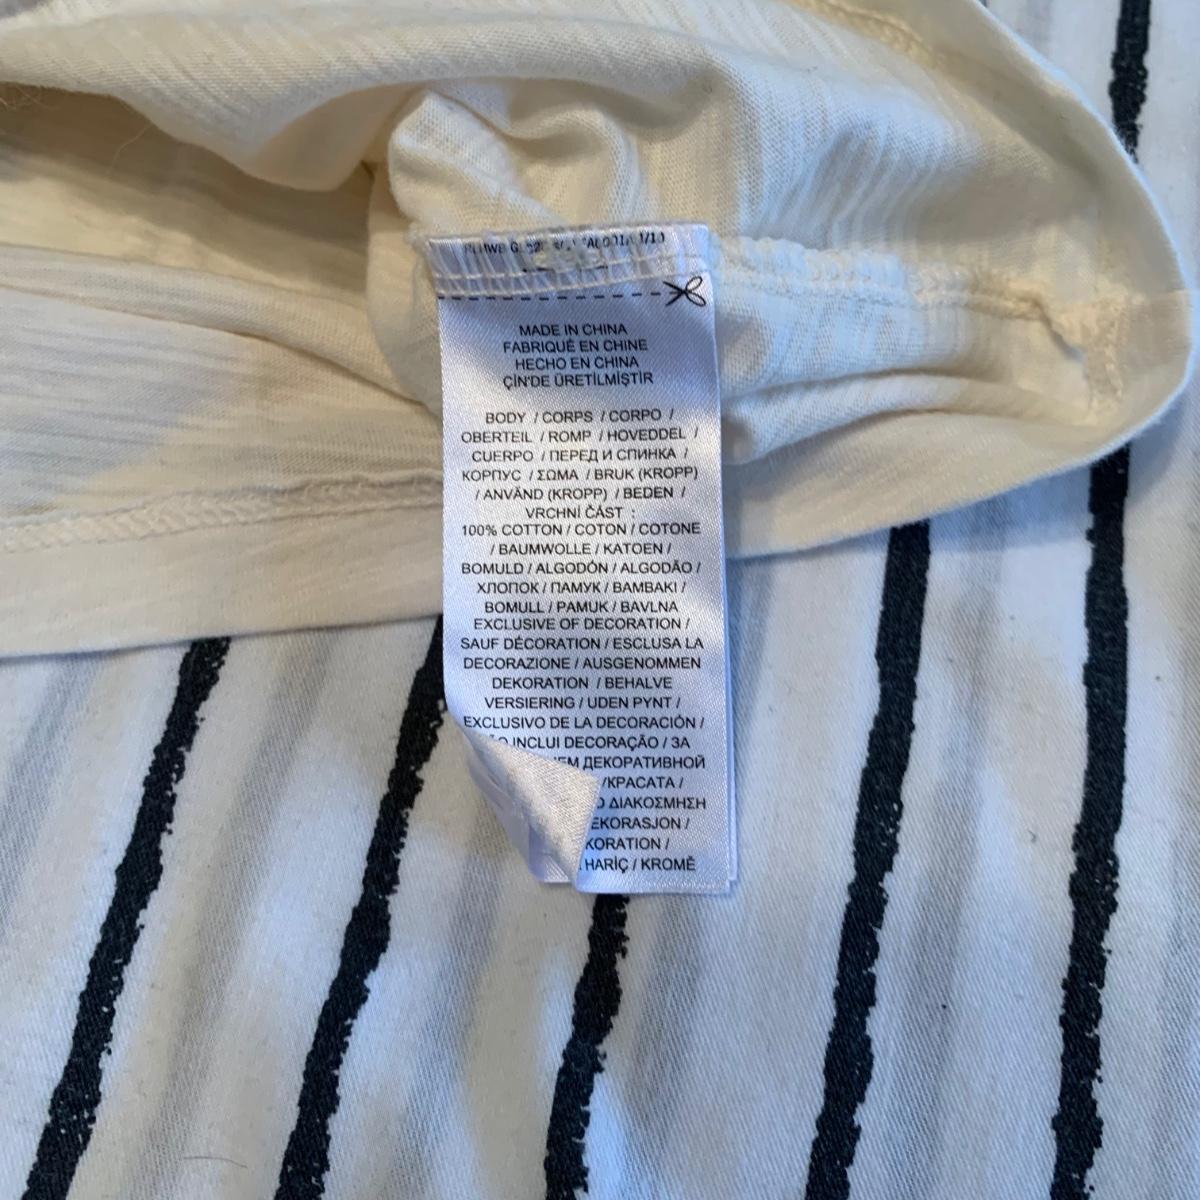 MADE IN CHINA
FABRIQUÉ EN CHINE
HECHO EN CHINA
ÇİN'DE ÜRETİLMİŞTİR
BODY / CORPS / CORPO /
OBERTEIL / ROMP / HOVEDDEL /
CUERPO / ПЕРЕД И СПИНКА /
КОРПУС / ΣΩΜΑ / BRUK (KROPP)
/ ANVÄND (KROPP) / BEDEN /
VRCHNÍ ČÁST :
100% COTTON / COTON / COTONE
/ BAUMWOLLE / KATOEN /
BOMULD / ALGODÓN / ALGODÃO /
ХЛОПОК / ПАМУК / ΒΑΜΒΑΚΙ /
BOMULL / PAMUK / BAVLNA
EXCLUSIVE OF DECORATION /
SAUF DÉCORATION / ESCLUSA LA
DECORAZIONE / AUSGENOMMEN
DEKORATION / BEHALVE
VERSIERING / UDEN PYNT /
EXCLUSIVO DE LA DECORACIÓN /
INCLUI DECORAÇÃO / ЗА
ДЕКОРАТИВНОЙ
/КРАСАТА /
ΔΙΑΚΟΣΜΗΣΗ
/
/
HARİÇ / KROMĚ